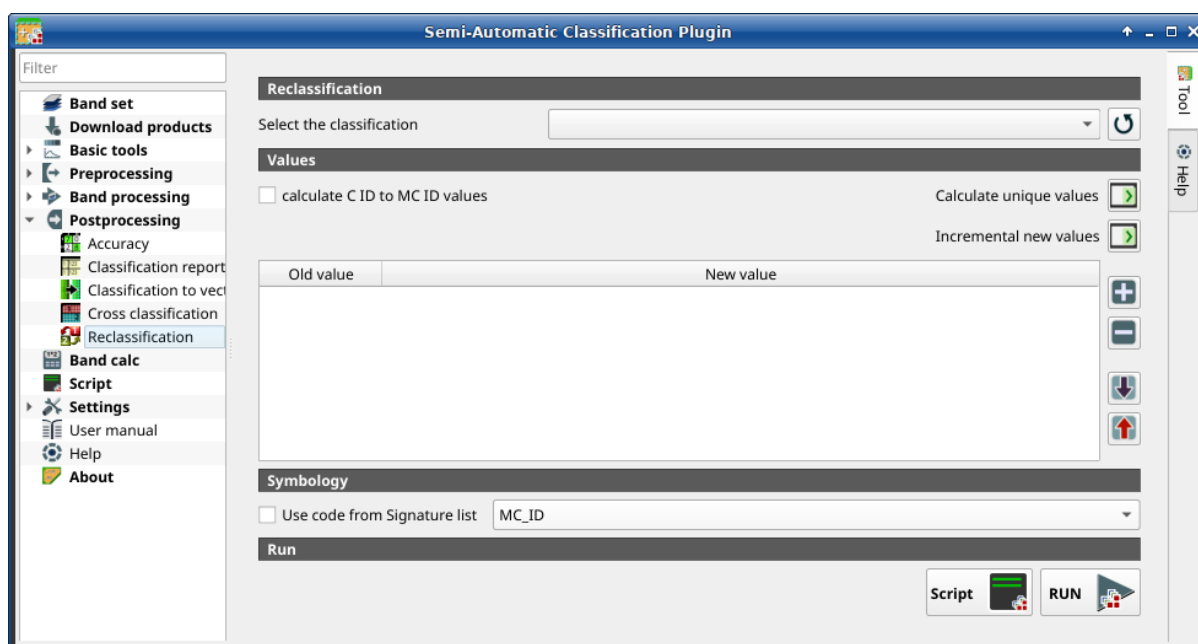 Semi-Automatic Classification Plugin
Filter
Band set
Download products
Basic tools
Preprocessing
Band processing
Postprocessing
Accuracy
Classification report
Classification to vect
Cross classification
Reclassification
Band calc
Script
Settings
User manual
Help
About
Reclassification
Select the classification
Values
calculate C ID to MC ID values
Calculate unique values
Incremental new values
Old value New value
Symbology
Use code from Signature list MC_ID
Run
Script RUN
Tool
Help